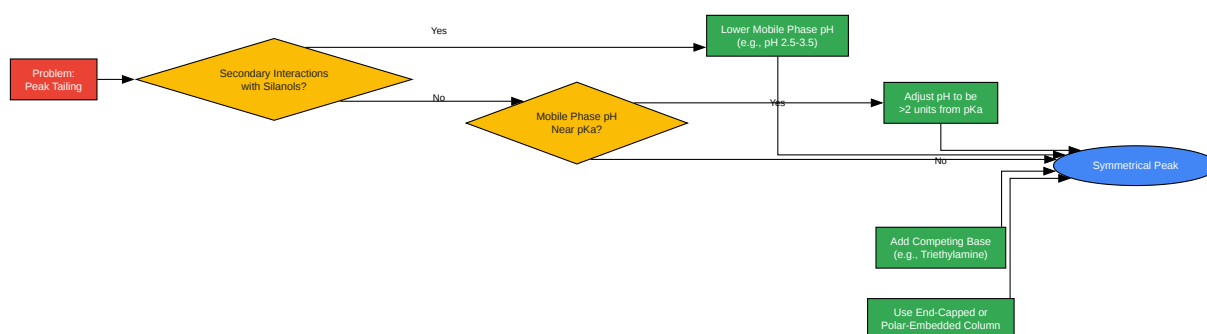 Yes
Lower Mobile Phase pH
(e.g., pH 2.5-3.5)
Problem:
Peak Tailing
Secondary Interactions
with Silanols?
No
Mobile Phase pH
Near pKa?
Yes
Adjust pH to be
>2 units from pKa
No
Symmetrical Peak
Add Competing Base
(e.g., Triethylamine)
Use End-Capped or
Polar-Embedded Column